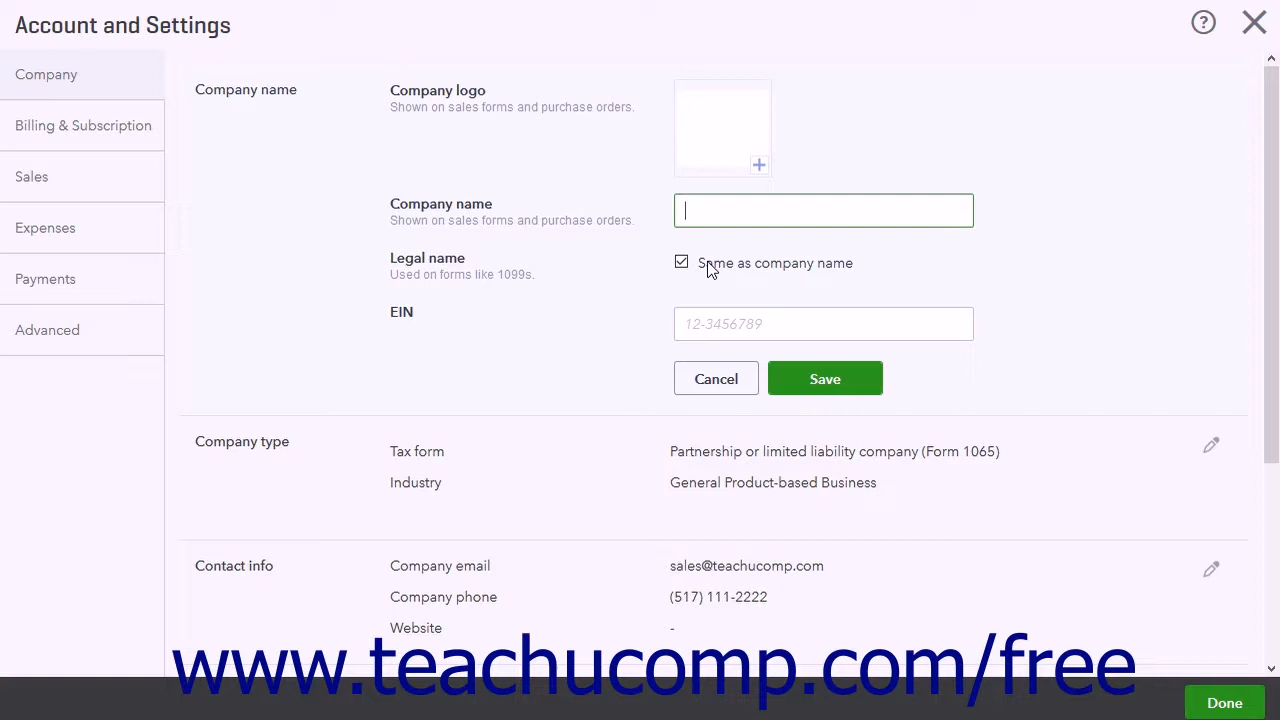 Account and Settings
Company
Billing & Subscription
Sales
Expenses
Payments
Advanced
Company name
Company logo
Shown on sales forms and purchase orders.
Company name
Shown on sales forms and purchase orders.
Legal name
Used on forms like 1099s.
Same as company name
EIN
12-3456789
Cancel
Save
Company type
Tax form
Partnership or limited liability company (Form 1065)
Industry
General Product-based Business
Contact info
Company email
sales@teachucomp.com
Company phone
(517) 111-2222
Website
-
www.teachucomp.com/free
Done